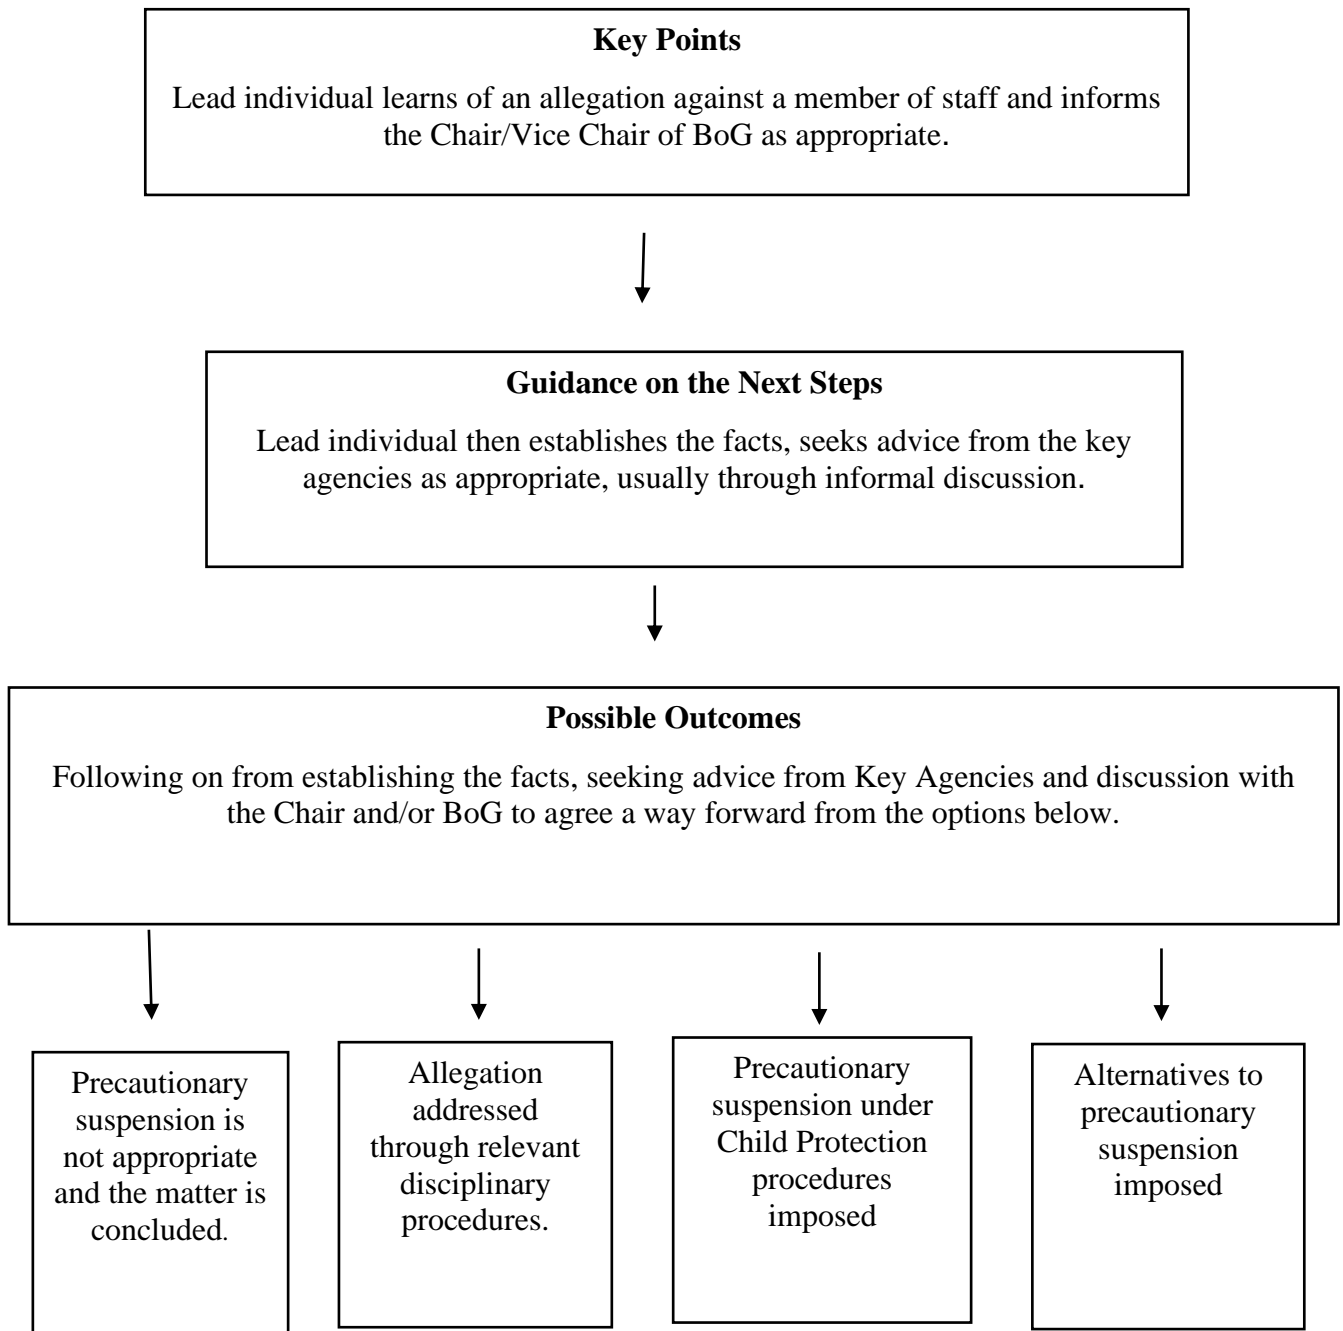 Key Points
Lead individual learns of an allegation against a member of staff and informs
the Chair/Vice Chair of BoG as appropriate.
Guidance on the Next Steps
Lead individual then establishes the facts, seeks advice from the key
agencies as appropriate, usually through informal discussion.
Possible Outcomes
Following on from establishing the facts, seeking advice from Key Agencies and discussion with
the Chair and/or BoG to agree a way forward from the options below.
Precautionary
suspension is
not appropriate
and the matter is
concluded.
Allegation
addressed
through relevant
disciplinary
procedures.
Precautionary
suspension under
Child Protection
procedures
imposed
Alternatives to
precautionary
suspension
imposed